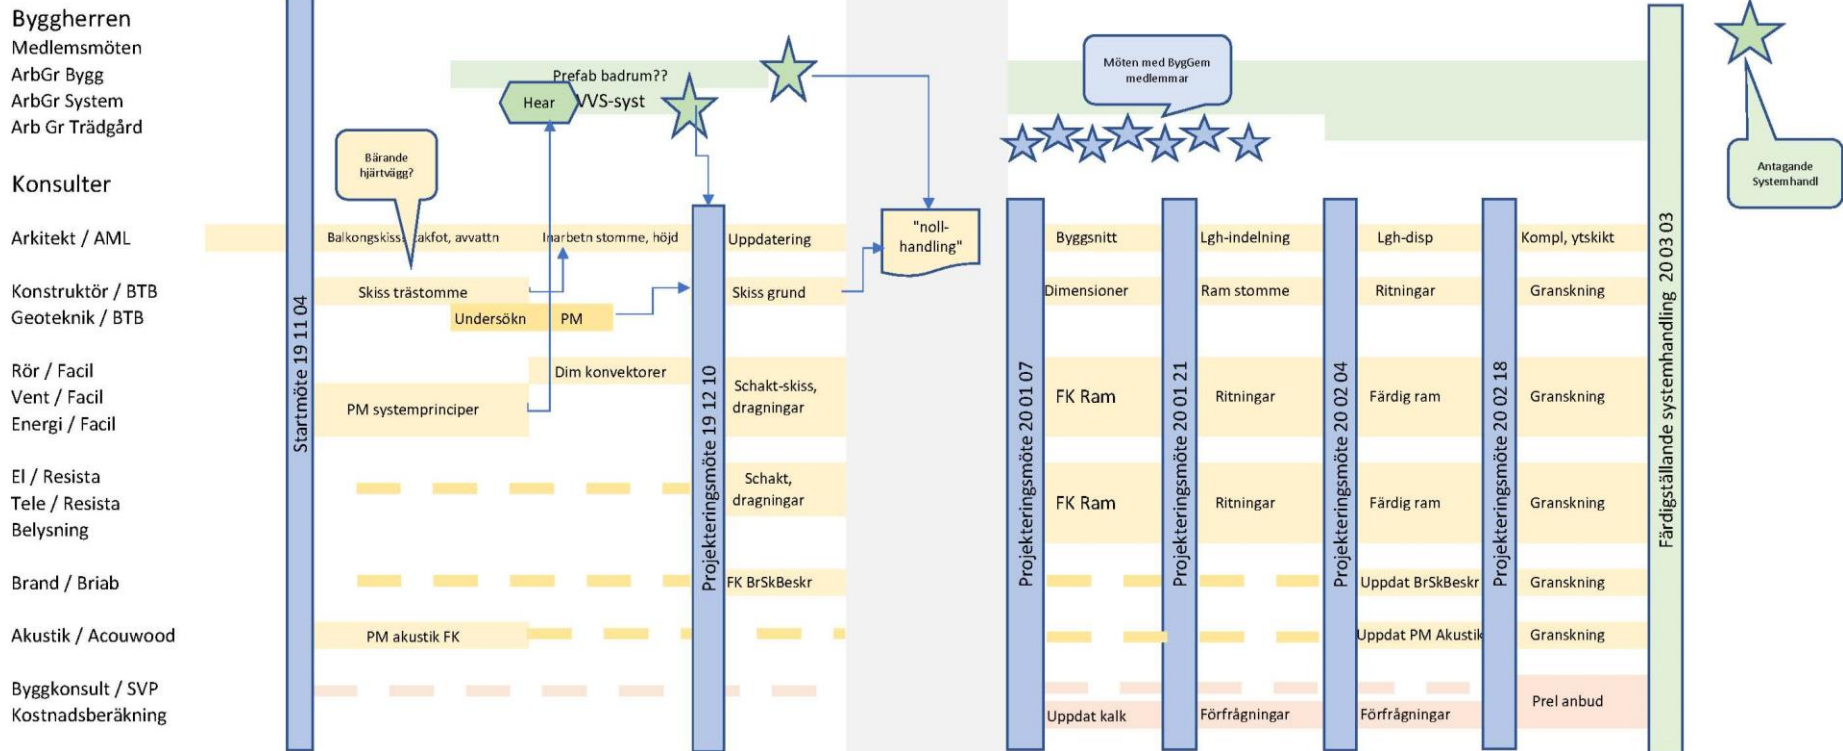 Byggherren
Medlemsmöten
ArbGr Bygg
ArbGr System
Arb Gr Trädgård
Prefab badrum??
Hear
VVS-syst
Möten med BygGem
medlemmar
Antagande
Systemhandl
Bärande
hjärtvägg?
Konsulter
Arkitekt / AML
Balkongskiss, takfot, avvattn
Inarbetn stomme, höjd
Uppdatering
"noll-
handling"
Byggsnitt
Lgh-indelning
Lgh-disp
Kompl, ytskikt
Konstruktör / BTB
Skiss trästomme
Skiss grund
Dimensioner
Ram stomme
Ritningar
Granskning
Geoteknik / BTB
Undersökn
PM
Rör / Facil
Vent / Facil
Energi / Facil
Dim konvektorer
PM systemprinciper
Schakt-skiss,
dragningar
FK Ram
Ritningar
Färdig ram
Granskning
El / Resista
Tele / Resista
Belysning
Schakt,
dragningar
FK Ram
Ritningar
Färdig ram
Granskning
Brand / Briab
FK BrSkBeskr
Uppdat BrSkBeskr
Granskning
Akustik / Acouwood
PM akustik FK
Uppdat PM Akustik
Granskning
Byggkonsult / SVP
Kostnadsberäkning
Uppdat kalk
Förfrågningar
Förfrågningar
Prel anbud
Startmöte 19 11 04
Projekteringsmöte 19 12 10
Projekteringsmöte 20 01 07
Projekteringsmöte 20 01 21
Projekteringsmöte 20 02 04
Projekteringsmöte 20 02 18
Färdigställande systemhandling 20 03 03